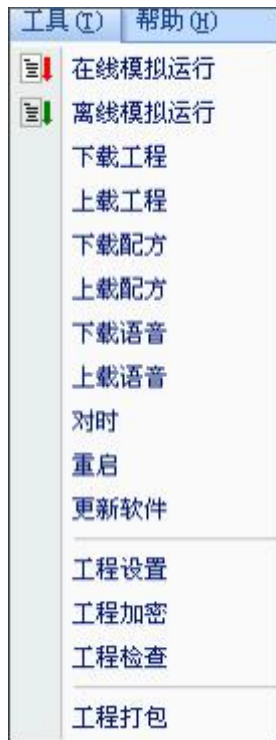 工具(T) 帮助(H)
在线模拟运行
离线模拟运行
下载工程
上载工程
下载配方
上载配方
下载语音
上载语音
对时
重启
更新软件
工程设置
工程加密
工程检查
工程打包